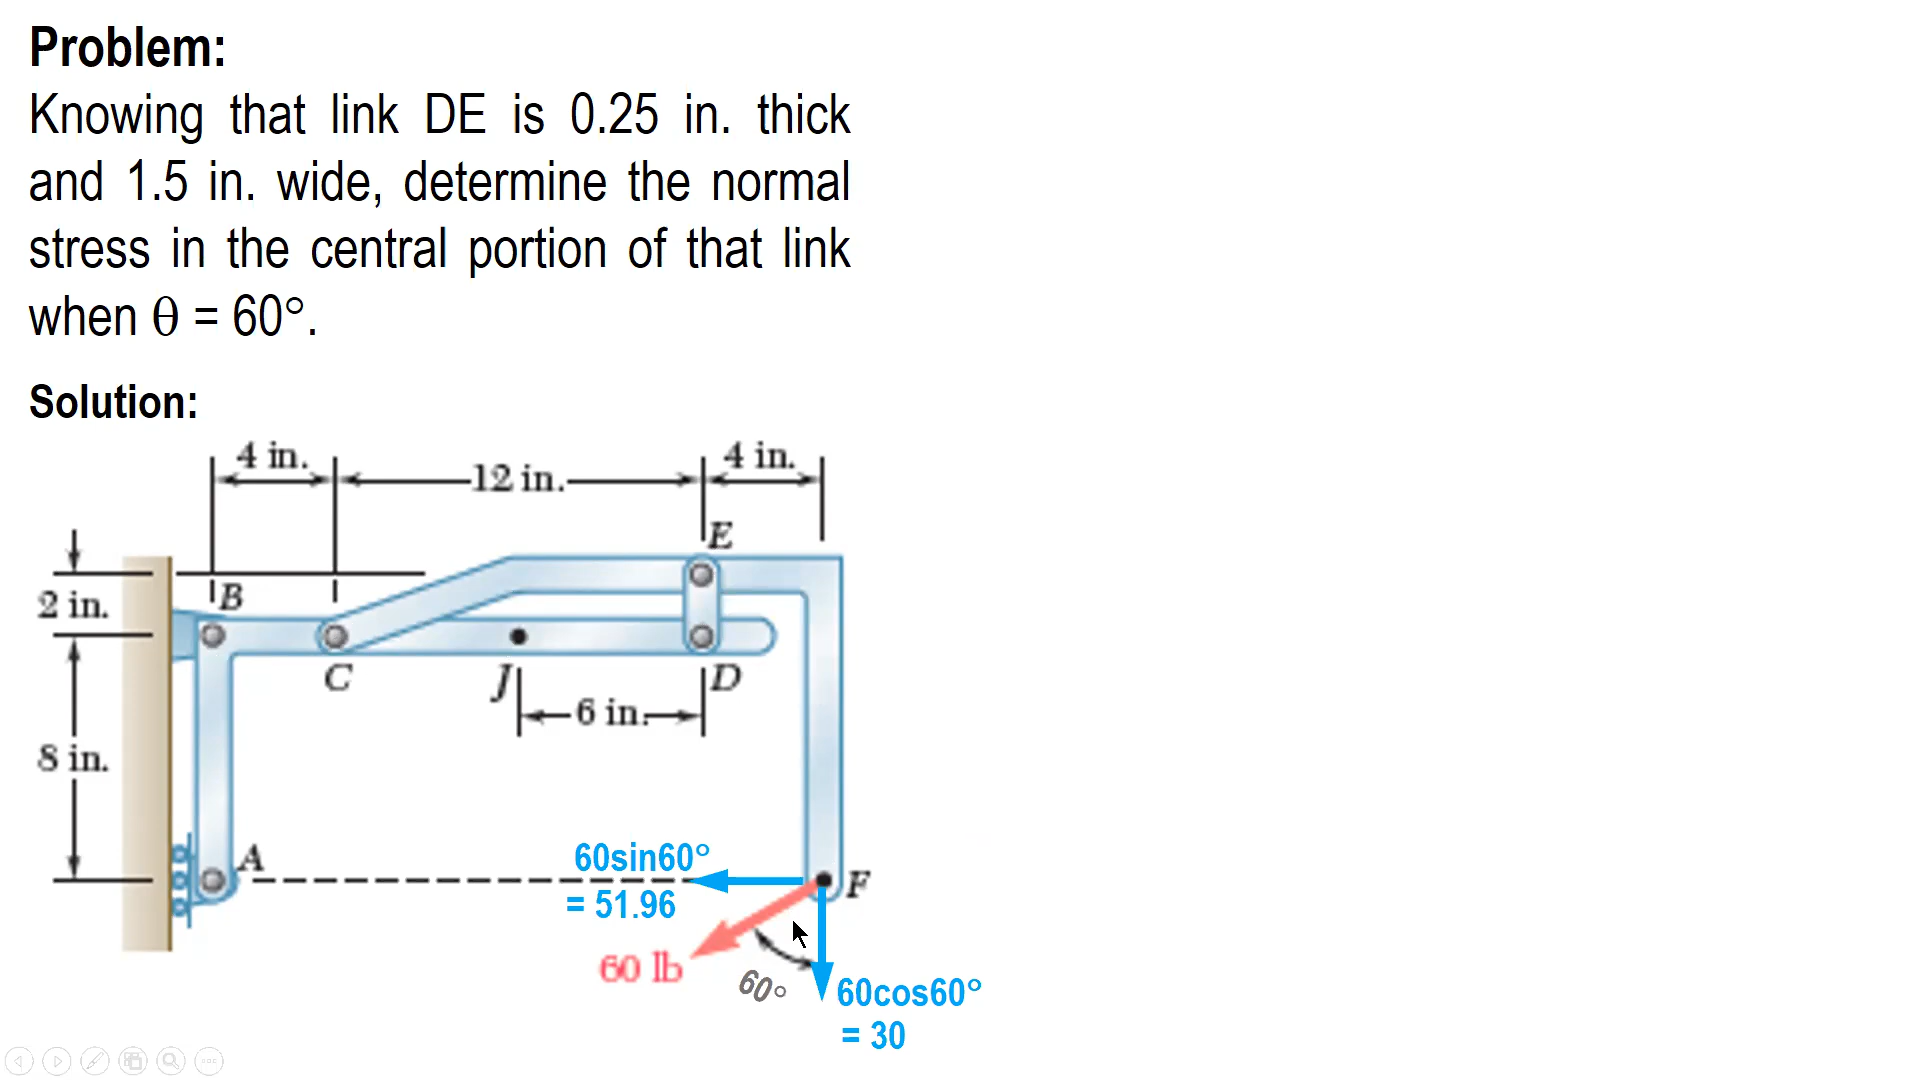 Problem:
Knowing that link DE is 0.25 in. thick
and 1.5 in. wide, determine the normal
stress in the central portion of that link
when θ = 60°.
Solution:
4 in.
12 in.
4 in.
E
2 in.
B
C
J
D
6 in.
8 in.
A
60sin60°
= 51.96
F
60 lb
60°
60cos60°
= 30